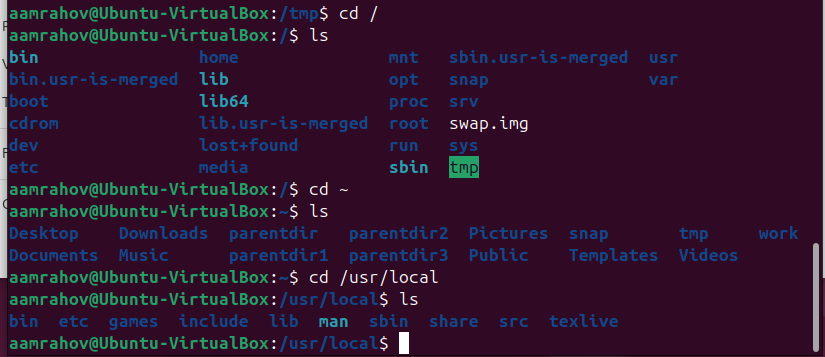 aamrahov@Ubuntu-VirtualBox:/tmp$ cd /
aamrahov@Ubuntu-VirtualBox:/$ ls
bin                home               mnt   sbin.usr-is-merged  usr
bin.usr-is-merged  lib                opt   snap                var
boot               lib64              proc  srv
cdrom              lib.usr-is-merged  root  swap.img
dev                lost+found         run   sys
etc                media              sbin  tmp
aamrahov@Ubuntu-VirtualBox:/$ cd ~
aamrahov@Ubuntu-VirtualBox:~$ ls
Desktop    Downloads  parentdir   parentdir2  Pictures  snap       tmp     work
Documents  Music      parentdir1  parentdir3  Public    Templates  Videos
aamrahov@Ubuntu-VirtualBox:~$ cd /usr/local
aamrahov@Ubuntu-VirtualBox:/usr/local$ ls
bin  etc  games  include  lib  man  sbin  share  src  texlive
aamrahov@Ubuntu-VirtualBox:/usr/local$